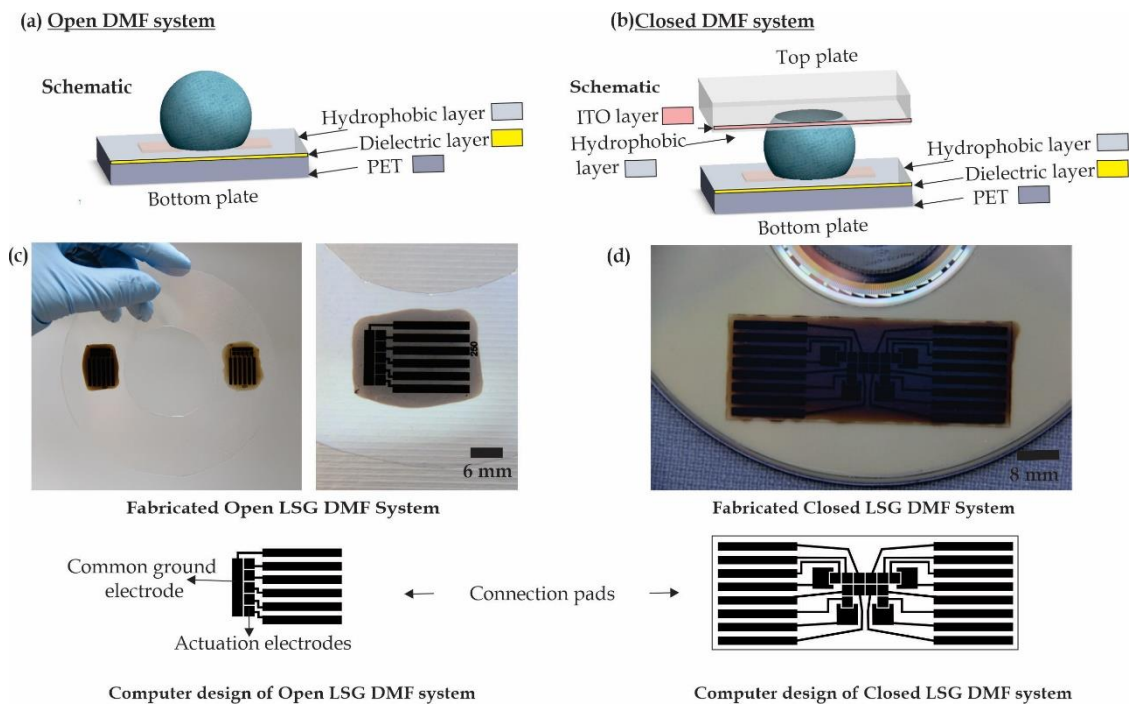 (a) Open DMF system
Schematic
Hydrophobic layer
Dielectric layer
PET
Bottom plate
(b) Closed DMF system
Top plate
Schematic
ITO layer
Hydrophobic
layer
Hydrophobic layer
Dielectric layer
PET
Bottom plate
(c)
250
6 mm
Fabricated Open LSG DMF System
(d)
8 mm
Fabricated Closed LSG DMF System
Common ground
electrode
Actuation electrodes
Connection pads
Computer design of Open LSG DMF system
Computer design of Closed LSG DMF system